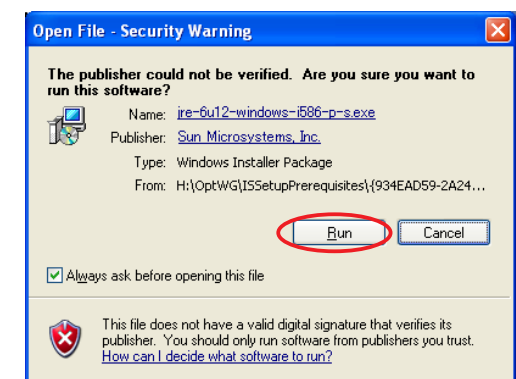 Open File - Security Warning
The publisher could not be verified. Are you sure you want to
run this software?
Name: jre-6u12-windows-i586-p-s.exe
Publisher: Sun Microsystems, Inc.
Type: Windows Installer Package
From: H:\OptWG\ISSetupPrerequisites\{934EAD59-2A24...
Run Cancel
Always ask before opening this file
This file does not have a valid digital signature that verifies its
publisher. You should only run software from publishers you trust.
How can I decide what software to run?